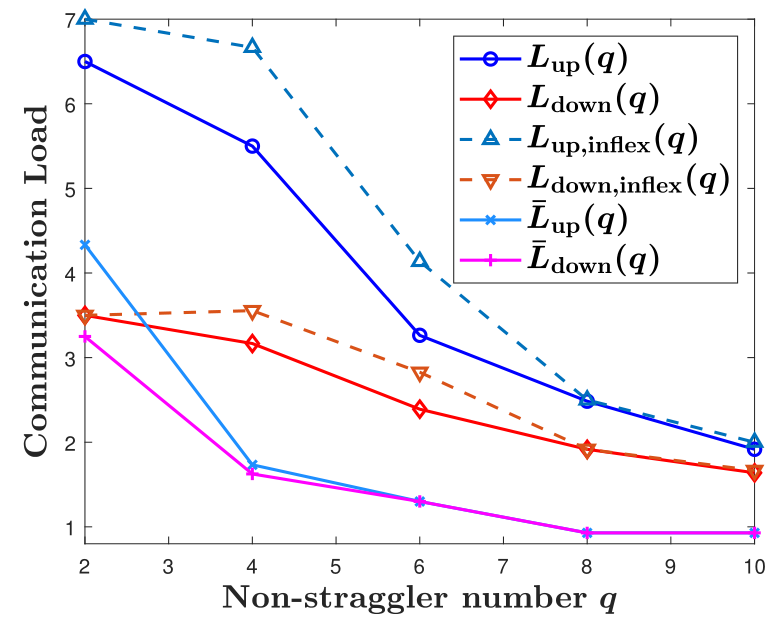 7
6
5
4
3
2
1
Communication Load
L_up(q)
L_down(q)
L_up,inflex(q)
L_down,inflex(q)
L̄_up(q)
L̄_down(q)
2 3 4 5 6 7 8 9 10
Non-straggler number q